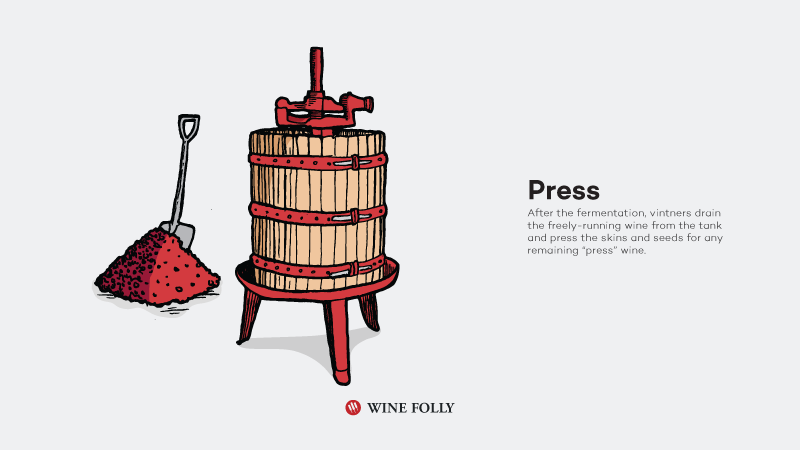 Press
After the fermentation, vintners drain
the freely-running wine from the tank
and press the skins and seeds for any
remaining “press” wine.
WINE FOLLY